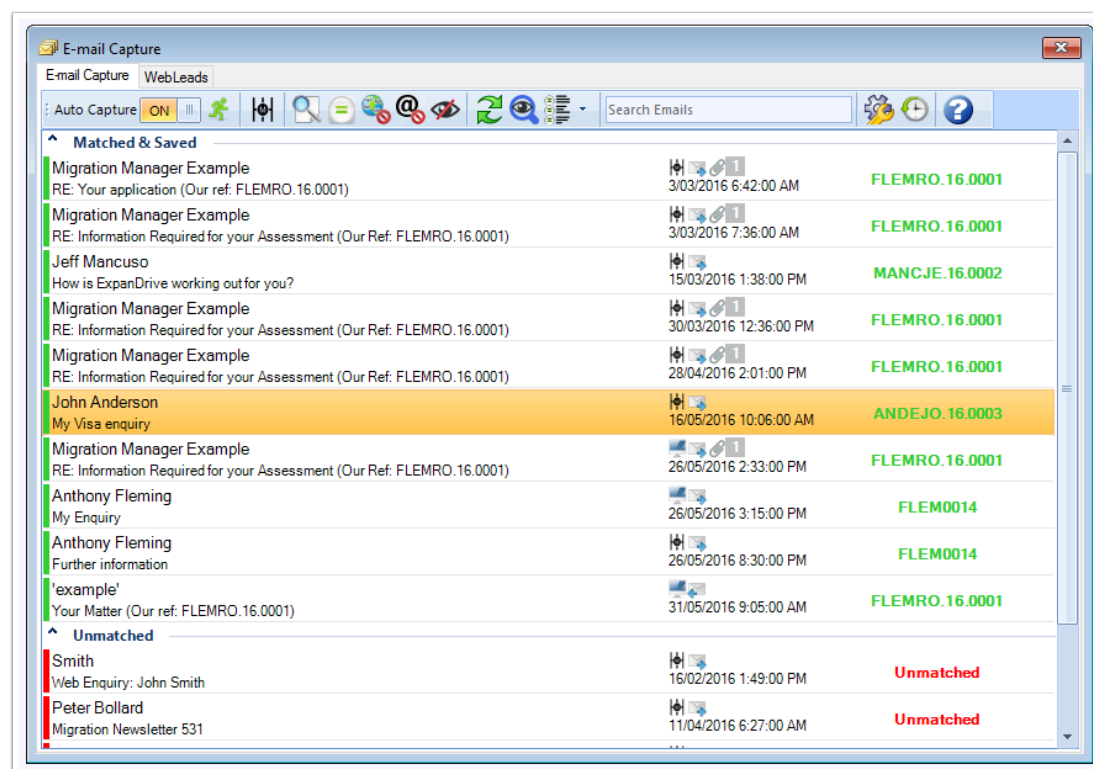 E-mail Capture
E-mail Capture WebLeads
Auto Capture ON Search Emails
Matched & Saved
Migration Manager Example 1
RE: Your application (Our ref: FLEMRO.16.0001) 3/03/2016 6:42:00 AM FLEMRO.16.0001
Migration Manager Example 1
RE: Information Required for your Assessment (Our Ref: FLEMRO.16.0001) 3/03/2016 7:36:00 AM FLEMRO.16.0001
Jeff Mancuso
How is ExpanDrive working out for you? 15/03/2016 1:38:00 PM MANCJE.16.0002
Migration Manager Example 1
RE: Information Required for your Assessment (Our Ref: FLEMRO.16.0001) 30/03/2016 12:36:00 PM FLEMRO.16.0001
Migration Manager Example 1
RE: Information Required for your Assessment (Our Ref: FLEMRO.16.0001) 28/04/2016 2:01:00 PM FLEMRO.16.0001
John Anderson
My Visa enquiry 16/05/2016 10:06:00 AM ANDEJO.16.0003
Migration Manager Example 1
RE: Information Required for your Assessment (Our Ref: FLEMRO.16.0001) 26/05/2016 2:33:00 PM FLEMRO.16.0001
Anthony Fleming
My Enquiry 26/05/2016 3:15:00 PM FLEM0014
Anthony Fleming
Further information 26/05/2016 8:30:00 PM FLEM0014
'example'
Your Matter (Our ref: FLEMRO.16.0001) 31/05/2016 9:05:00 AM FLEMRO.16.0001
Unmatched
Smith
Web Enquiry: John Smith 16/02/2016 1:49:00 PM Unmatched
Peter Bollard
Migration Newsletter 531 11/04/2016 6:27:00 AM Unmatched